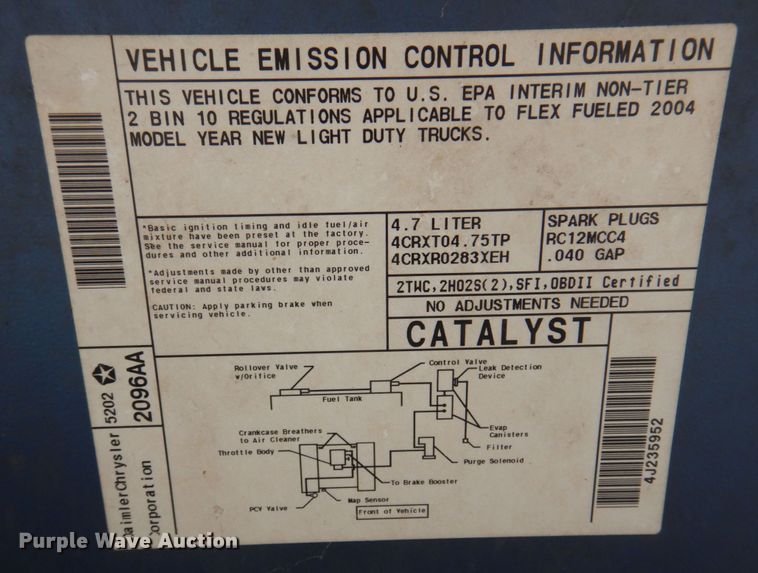 VEHICLE EMISSION CONTROL INFORMATION
THIS VEHICLE CONFORMS TO U.S. EPA INTERIM NON-TIER
2 BIN 10 REGULATIONS APPLICABLE TO FLEX FUELED 2004
MODEL YEAR NEW LIGHT DUTY TRUCKS.
*Basic ignition timing and idle fuel/air
mixture have been preset at the factory.
See the service manual for proper proce-
dures and other additional information.
*Adjustments made by other than approved
service manual procedures may violate
federal and state laws.
CAUTION: Apply parking brake when
servicing vehicle.
4.7 LITER
4CRXT04.75TP
4CRXR0283XEH
SPARK PLUGS
RC12MCC4
.040 GAP
2TWC,2HO2S(2),SFI,OBDII Certified
NO ADJUSTMENTS NEEDED
CATALYST
Rollover Valve
w/Orifice
Fuel Tank
Control Valve
Leak Detection
Device
Crankcase Breathers
to Air Cleaner
Throttle Body
Evap
Canisters
Filter
Purge Solenoid
To Brake Booster
Map Sensor
PCV Valve
Front of Vehicle
5202
2096AA
DaimlerChrysler
Corporation
4J235952
Purple Wave Auction